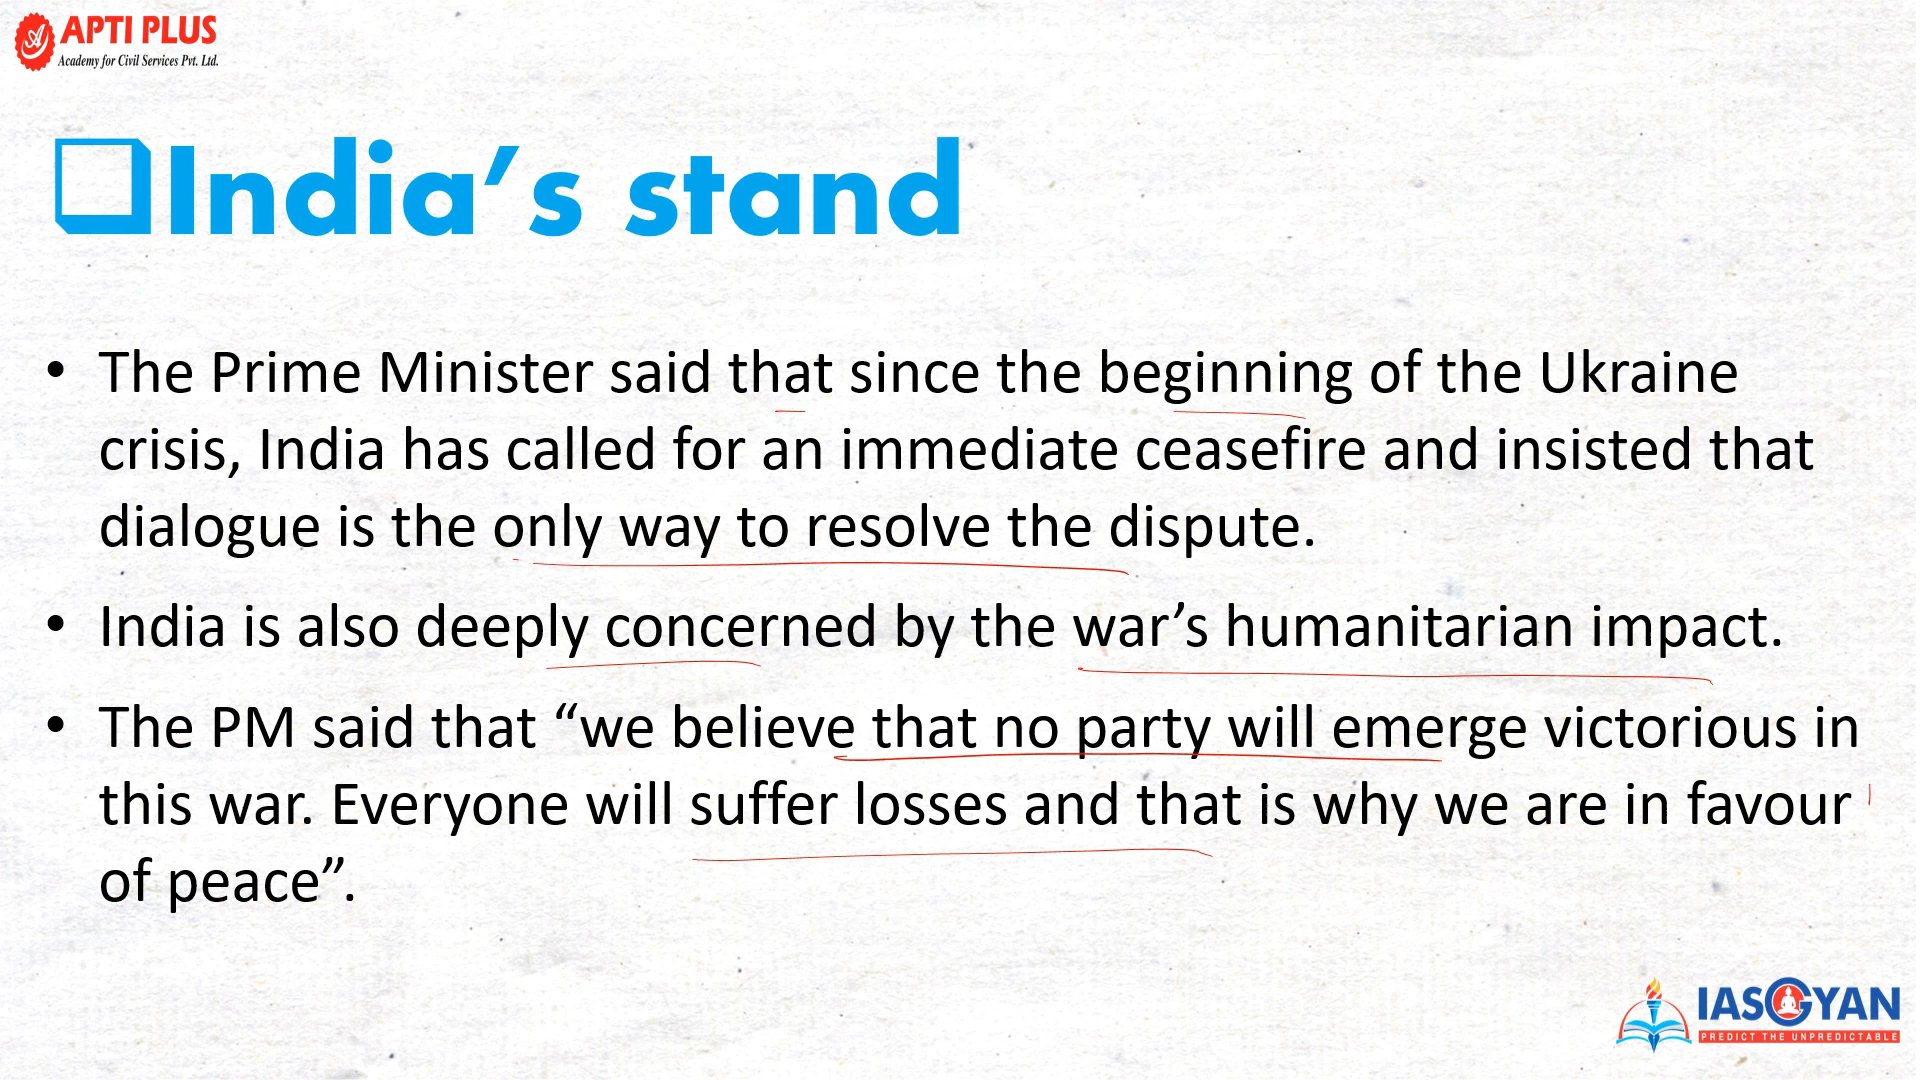 APTI PLUS
Academy for Civil Services Pvt. Ltd.
❑India’s stand
• The Prime Minister said that since the beginning of the Ukraine
crisis, India has called for an immediate ceasefire and insisted that
dialogue is the only way to resolve the dispute.
• India is also deeply concerned by the war’s humanitarian impact.
• The PM said that “we believe that no party will emerge victorious in
this war. Everyone will suffer losses and that is why we are in favour
of peace”.
IASGYAN
PREDICT THE UNPREDICTABLE